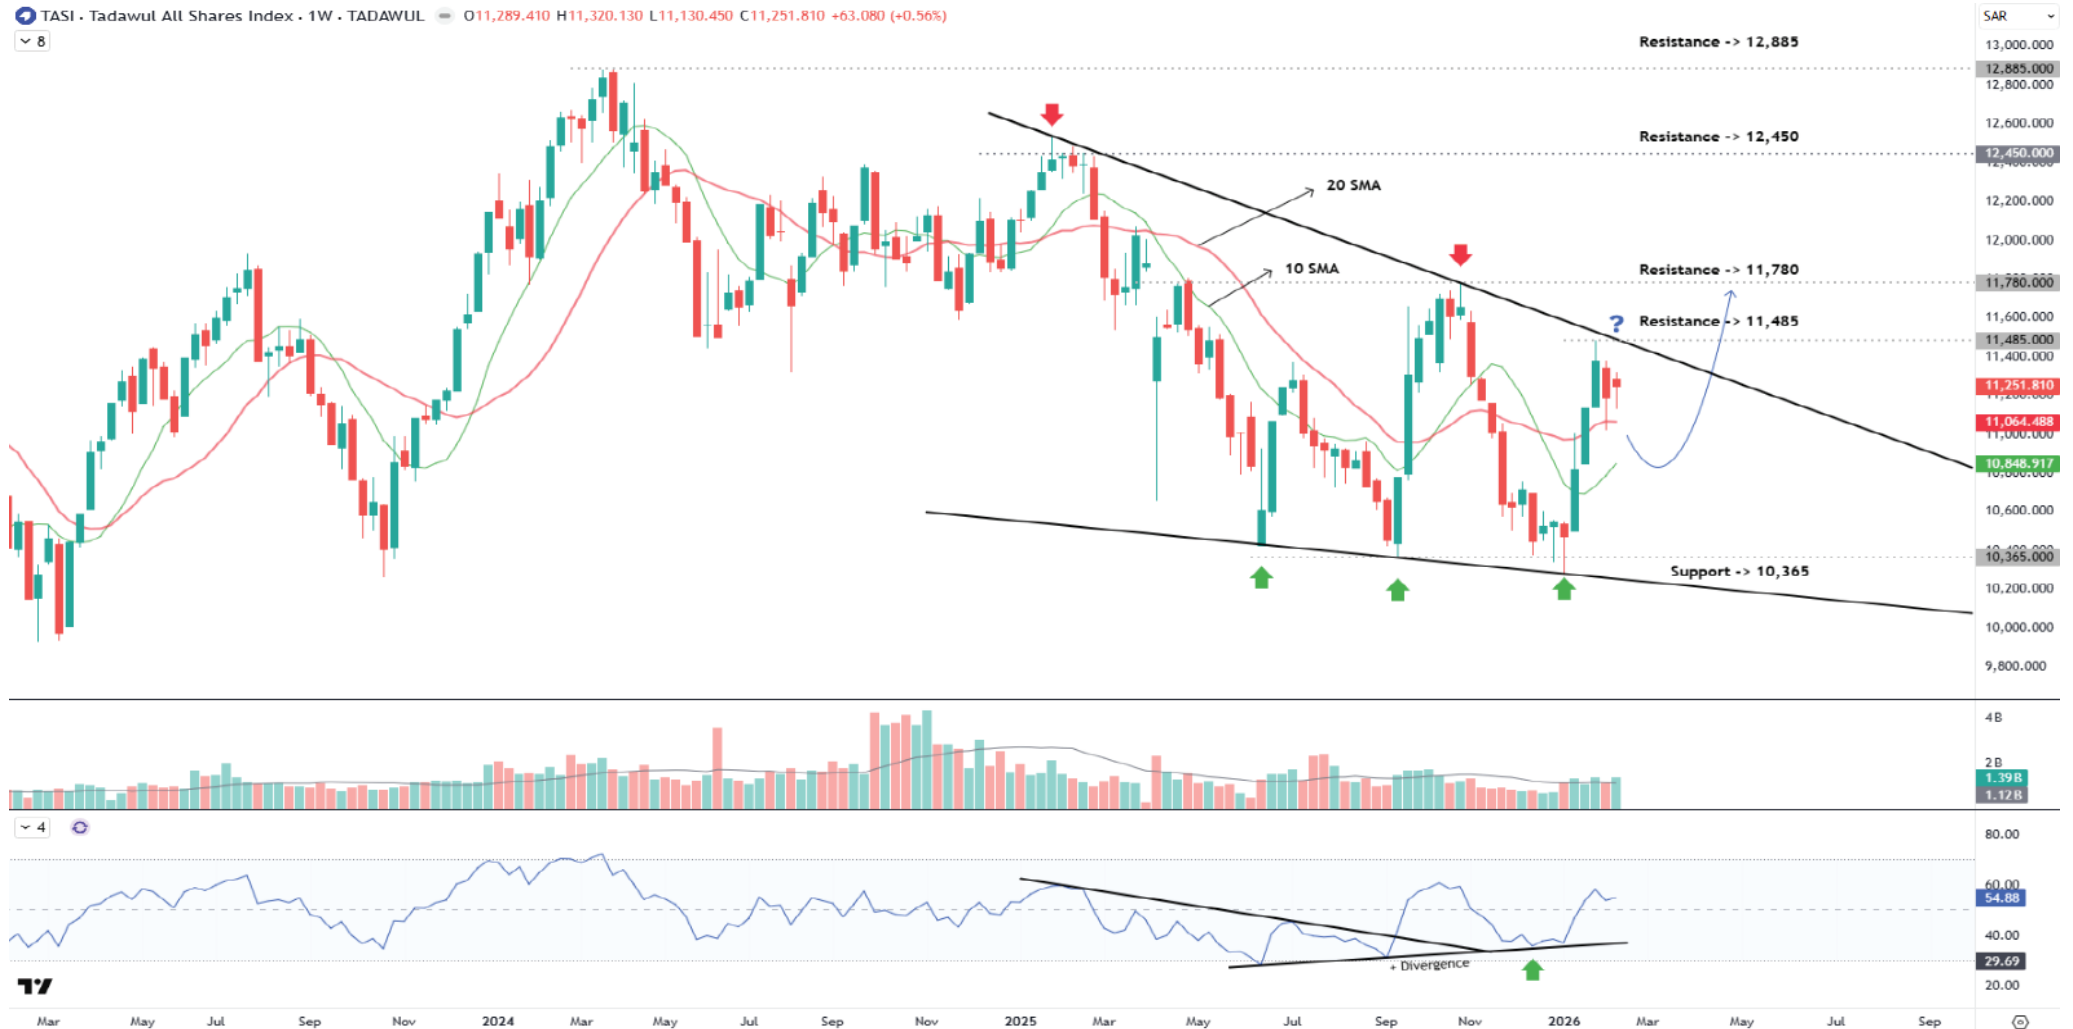 TASI · Tadawul All Shares Index · 1W · TADAWUL O11,289.410 H11,320.130 L11,130.450 C11,251.810 +63.080 (+0.56%)
SAR
8
Resistance -> 12,885
13,000.000
12,885.000
12,800.000
12,600.000
Resistance -> 12,450
12,450.000
12,200.000
20 SMA
12,000.000
10 SMA
Resistance -> 11,780
11,780.000
11,600.000
?
Resistance -> 11,485
11,485.000
11,400.000
11,251.810
11,064.488
11,000.000
10,848.917
10,600.000
10,365.000
Support -> 10,365
10,200.000
10,000.000
9,800.000
4B
2B
1.39B
1.12B
4
80.00
60.00
54.88
40.00
+ Divergence
29.69
20.00
Mar May Jul Sep Nov 2024 Mar May Jul Sep Nov 2025 Mar May Jul Sep Nov 2026 Mar May Jul Sep